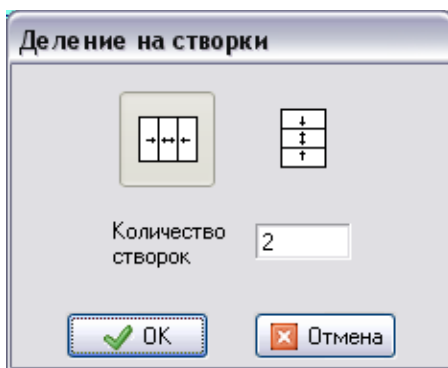 Деление на створки
Количество
створок
2
OK
Отмена